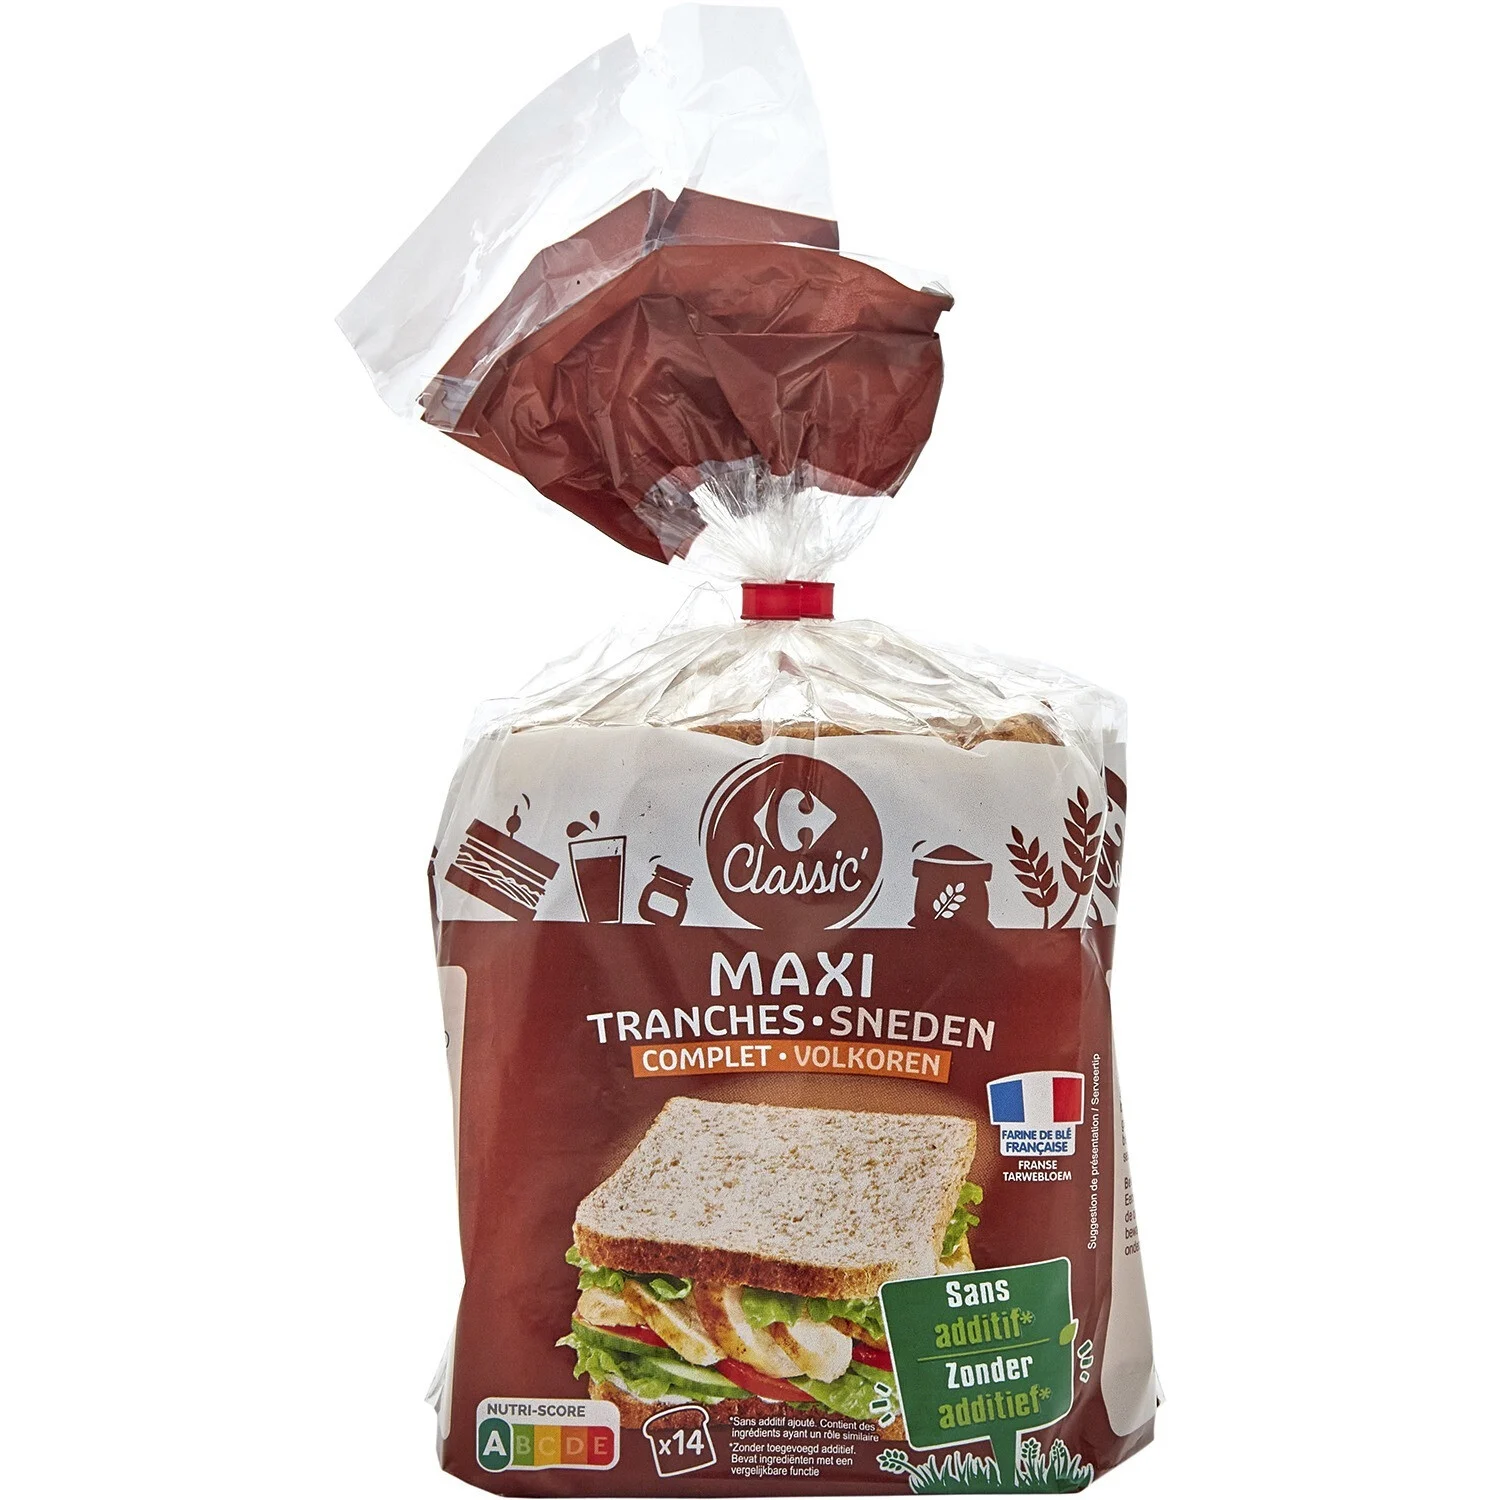 Classic'
MAXI
TRANCHES • SNEDEN
COMPLET • VOLKOREN
FARINE DE BLÉ
FRANÇAISE
FRANSE
TARWEBLOEM
Suggestion de présentation / Serveertip
Sans
additif*
Zonder
additief*
NUTRI-SCORE
A B C D E
x14
*Sans additif ajouté. Contient des
ingrédients ayant un rôle similaire
*Zonder toegevoegd additief.
Bevat ingrediënten met een
vergelijkbare functie